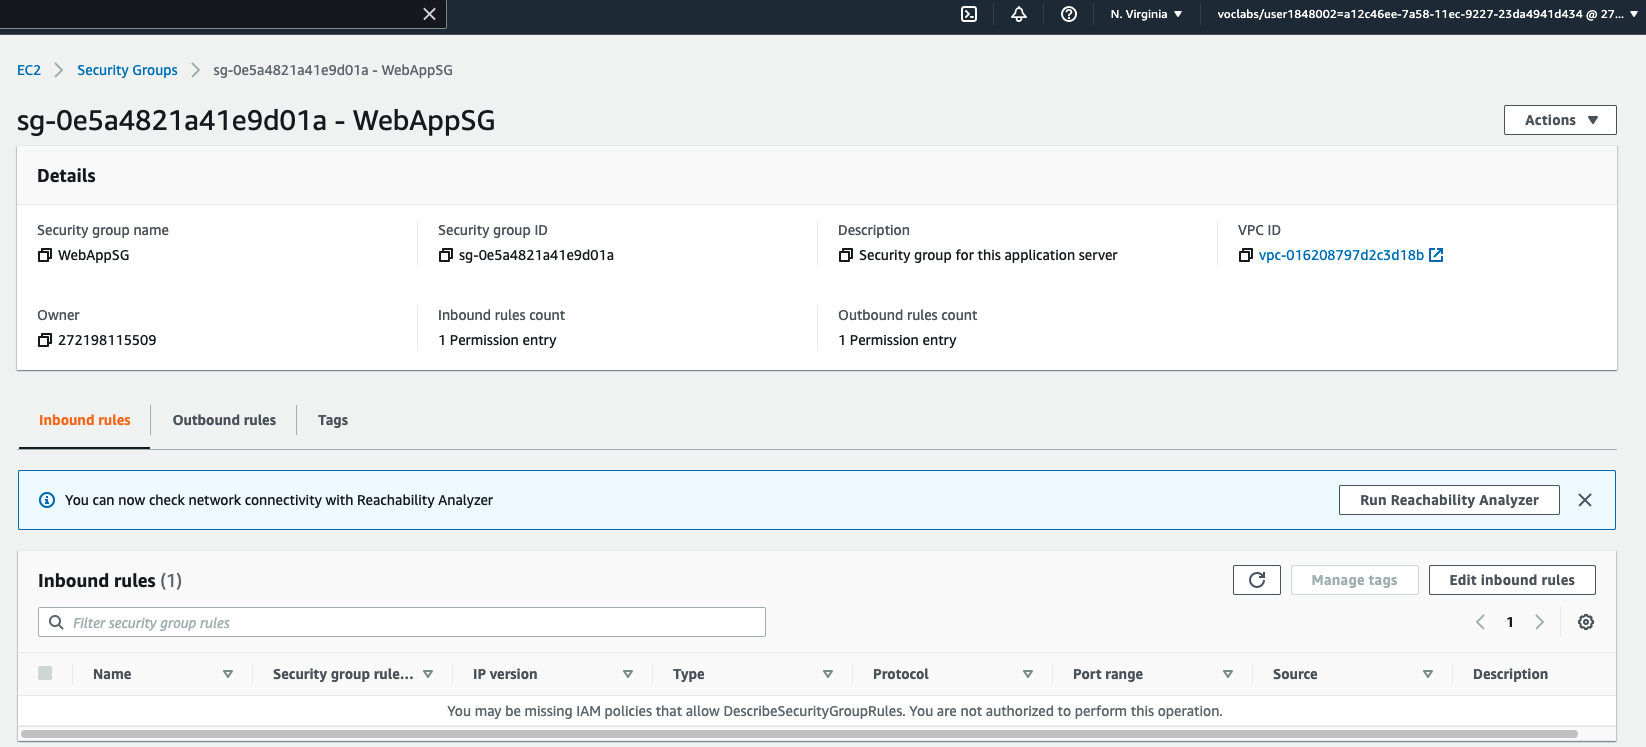 N. Virginia voclabs/user1848002=a12c46ee-7a58-11ec-9227-23da4941d434 @ 27...
EC2 Security Groups sg-0e5a4821a41e9d01a - WebAppSG
sg-0e5a4821a41e9d01a - WebAppSG
Actions
Details
Security group name Security group ID Description VPC ID
WebAppSG sg-0e5a4821a41e9d01a Security group for this application server vpc-016208797d2c3d18b
Owner Inbound rules count Outbound rules count
272198115509 1 Permission entry 1 Permission entry
Inbound rules Outbound rules Tags
You can now check network connectivity with Reachability Analyzer Run Reachability Analyzer
Inbound rules (1) Manage tags Edit inbound rules
Filter security group rules 1
Name Security group rule... IP version Type Protocol Port range Source Description
You may be missing IAM policies that allow DescribeSecurityGroupRules. You are not authorized to perform this operation.